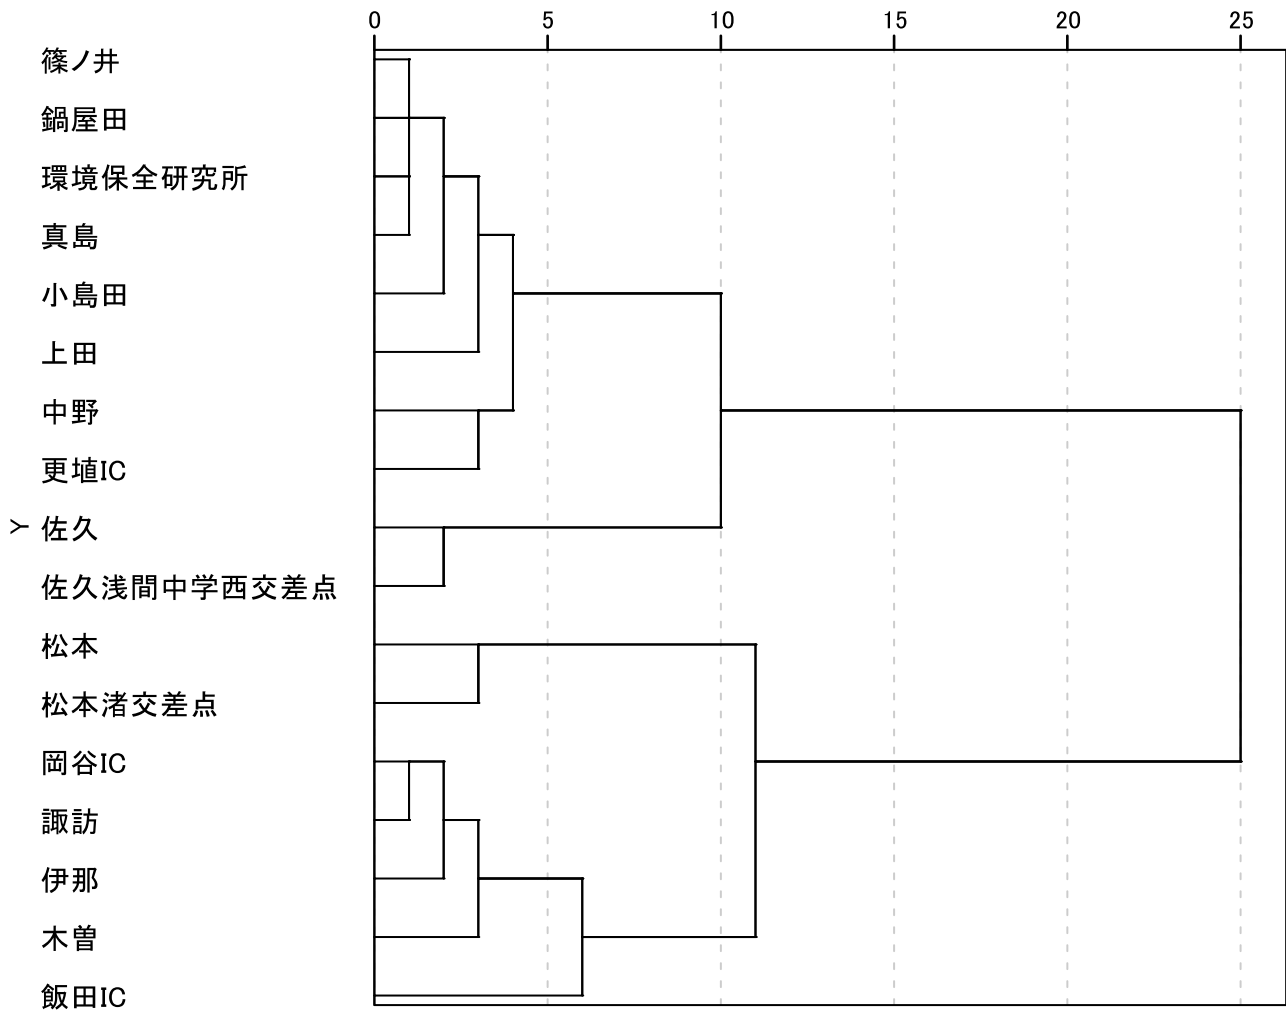 0 5 10 15 20 25
篠ノ井
鍋屋田
環境保全研究所
真島
小島田
上田
中野
更埴IC
Y
佐久
佐久浅間中学西交差点
松本
松本渚交差点
岡谷IC
諏訪
伊那
木曽
飯田IC